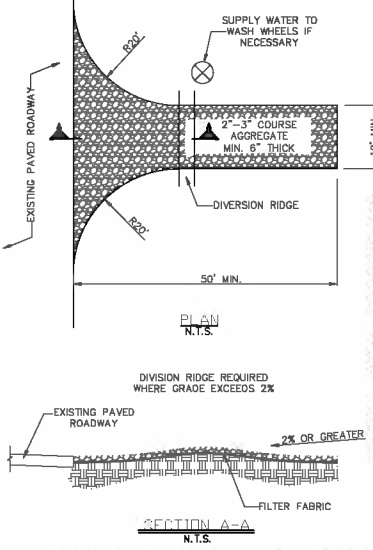 SUPPLY WATER TO
WASH WHEELS IF
NECESSARY
R20'
EXISTING PAVED ROADWAY
2"-3" COURSE
AGGREGATE
MIN. 6" THICK
R20'
DIVERSION RIDGE
50' MIN.
PLAN
N.T.S.
DIVISION RIDGE REQUIRED
WHERE GRADE EXCEEDS 2%
EXISTING PAVED
ROADWAY
2% OR GREATER
FILTER FABRIC
SECTION A-A
N.T.S.